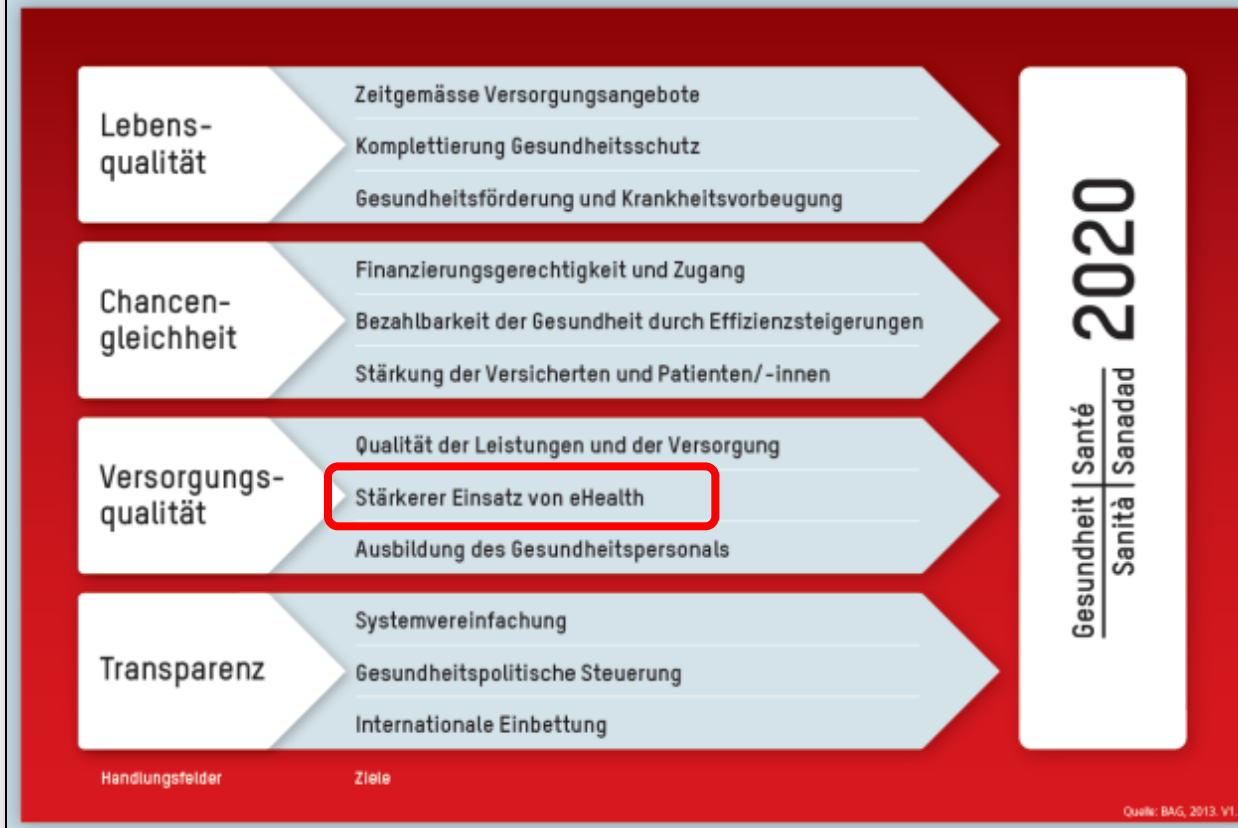 Lebens-
qualität
Zeitgemässe Versorgungsangebote
Komplettierung Gesundheitsschutz
Gesundheitsförderung und Krankheitsvorbeugung
Chancen-
gleichheit
Finanzierungsgerechtigkeit und Zugang
Bezahlbarkeit der Gesundheit durch Effizienzsteigerungen
Stärkung der Versicherten und Patienten/-innen
Versorgungs-
qualität
Qualität der Leistungen und der Versorgung
Stärkerer Einsatz von eHealth
Ausbildung des Gesundheitspersonals
Transparenz
Systemvereinfachung
Gesundheitspolitische Steuerung
Internationale Einbettung
Handlungsfelder
Ziele
Gesundheit | Santé
Sanità | Sanadad
2020
Quelle: BAG, 2013. V1.